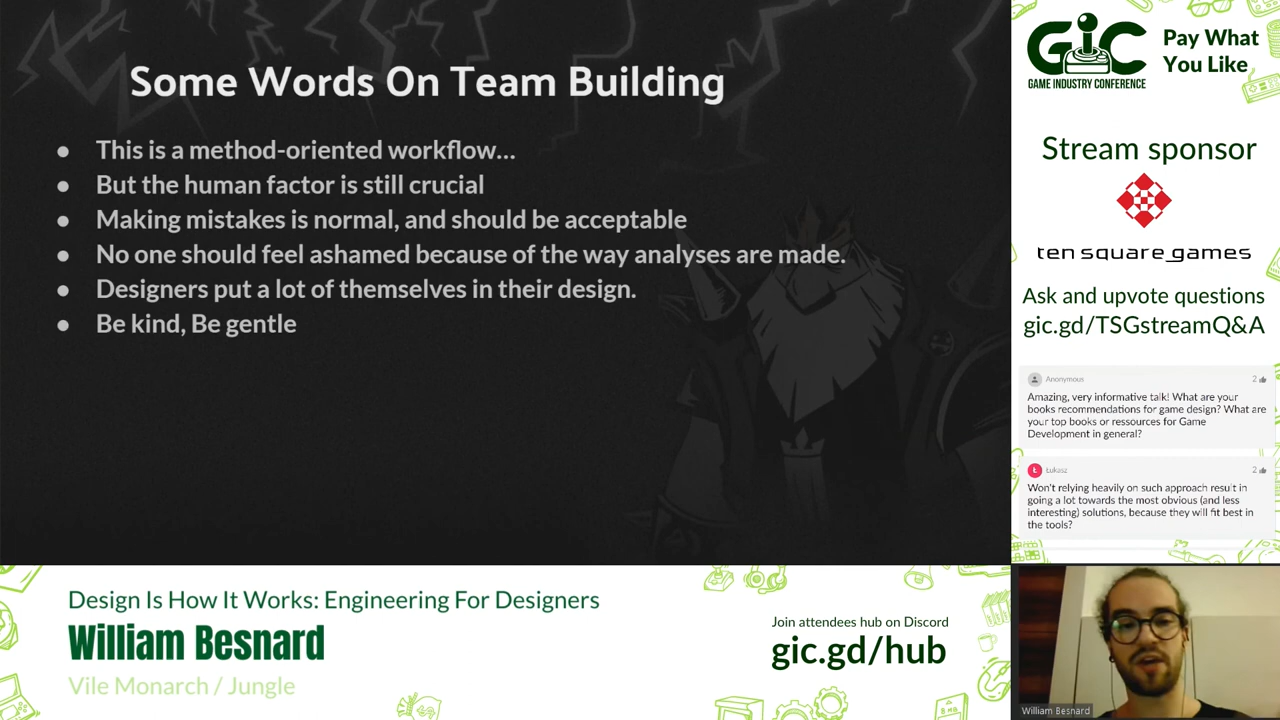 Some Words On Team Building
● This is a method-oriented workflow...
● But the human factor is still crucial
● Making mistakes is normal, and should be acceptable
● No one should feel ashamed because of the way analyses are made.
● Designers put a lot of themselves in their design.
● Be kind, Be gentle
GIC
GAME INDUSTRY CONFERENCE
Pay What
You Like
Stream sponsor
ten square games
Ask and upvote questions
gic.gd/TSGstreamQ&A
Anonymous
2
Amazing, very informative talk! What are your
books recommendations for game design? What are
your top books or ressources for Game
Development in general?
Ł
Łukasz
2
Won't relying heavily on such approach result in
going a lot towards the most obvious (and less
interesting) solutions, because they will fit best in
the tools?
Design Is How It Works: Engineering For Designers
William Besnard
Vile Monarch / Jungle
Join attendees hub on Discord
gic.gd/hub
8 MB
William Besnard